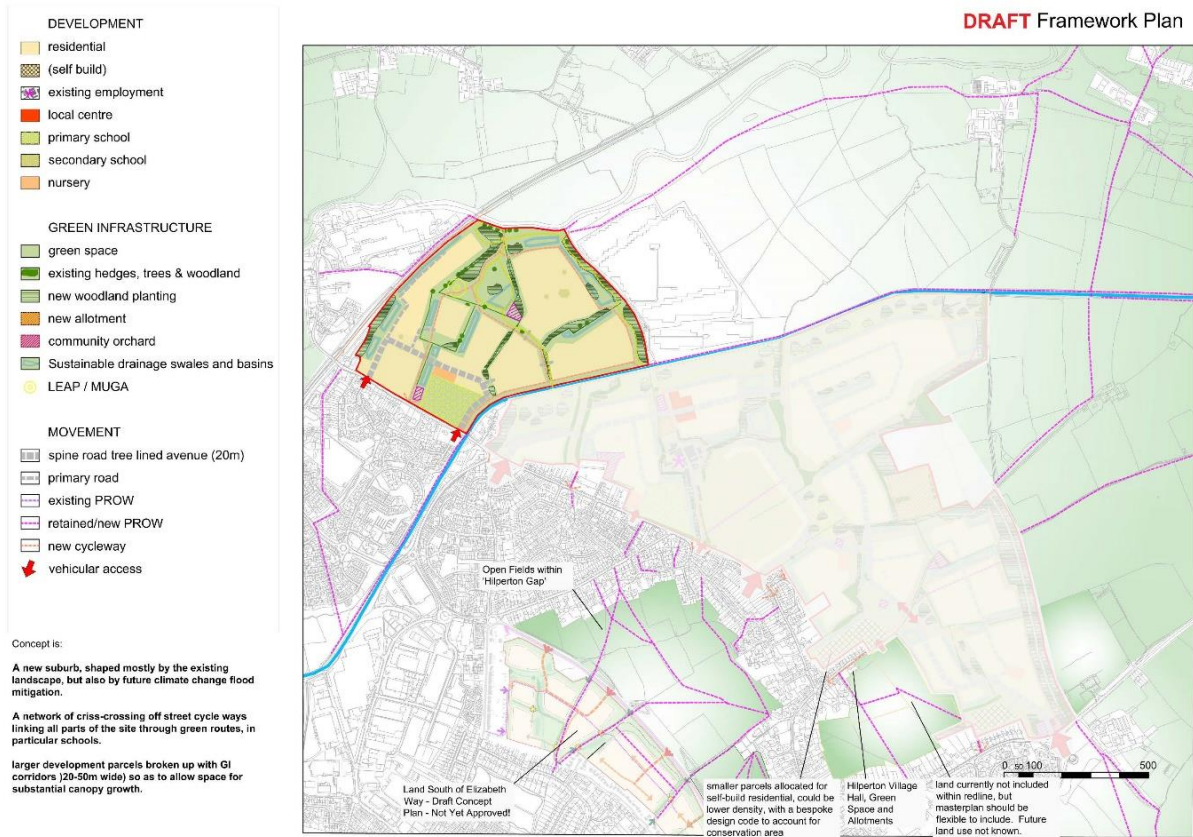 DRAFT Framework Plan
DEVELOPMENT
residential
(self build)
existing employment
local centre
primary school
secondary school
nursery
GREEN INFRASTRUCTURE
green space
existing hedges, trees & woodland
new woodland planting
new allotment
community orchard
Sustainable drainage swales and basins
LEAP / MUGA
MOVEMENT
spine road tree lined avenue (20m)
primary road
existing PROW
retained/new PROW
new cycleway
vehicular access
Concept is:
A new suburb, shaped mostly by the existing
landscape, but also by future climate change flood
mitigation.
A network of criss-crossing off street cycle ways
linking all parts of the site through green routes, in
particular schools.
larger development parcels broken up with GI
corridors )20-50m wide) so as to allow space for
substantial canopy growth.
Open Fields within
'Hilperton Gap'
Land South of Elizabeth
Way - Draft Concept
Plan - Not Yet Approved!
smaller parcels allocated for
self-build residential, could be
lower density, with a bespoke
design code to account for
conservation area
Hilperton Village
Hall, Green
Space and
Allotments
land currently not included
within redline, but
masterplan should be
flexible to include. Future
land use not known.
0 50 100 500